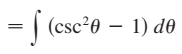 = ∫ (csc²θ − 1) dθ